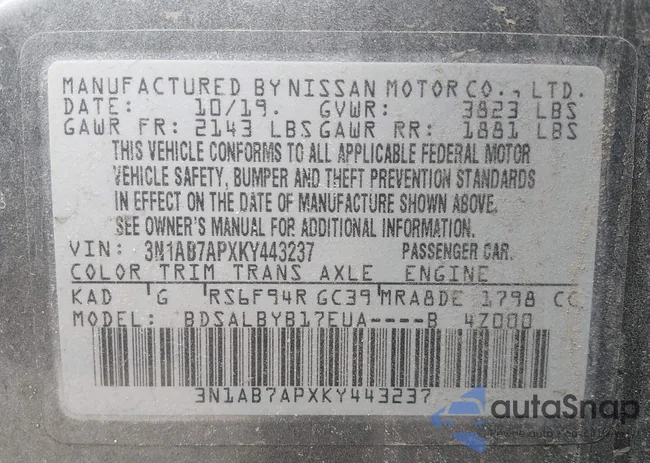 MANUFACTURED BY NISSAN MOTOR CO., LTD.
DATE: 10/19. GVWR: 3823 LBS
GAWR FR: 2143 LBS GAWR RR: 1881 LBS
THIS VEHICLE CONFORMS TO ALL APPLICABLE FEDERAL MOTOR
VEHICLE SAFETY, BUMPER AND THEFT PREVENTION STANDARDS
IN EFFECT ON THE DATE OF MANUFACTURE SHOWN ABOVE.
SEE OWNER'S MANUAL FOR ADDITIONAL INFORMATION.
VIN: 3N1AB7APXKY443237 PASSENGER CAR.
COLOR TRIM TRANS AXLE ENGINE
KAD G RS6F94R GC39 MRA8DE 1798 CC
MODEL: BDSALBYB17EUA----B 4Z000
3N1AB7APXKY443237
autoSnap